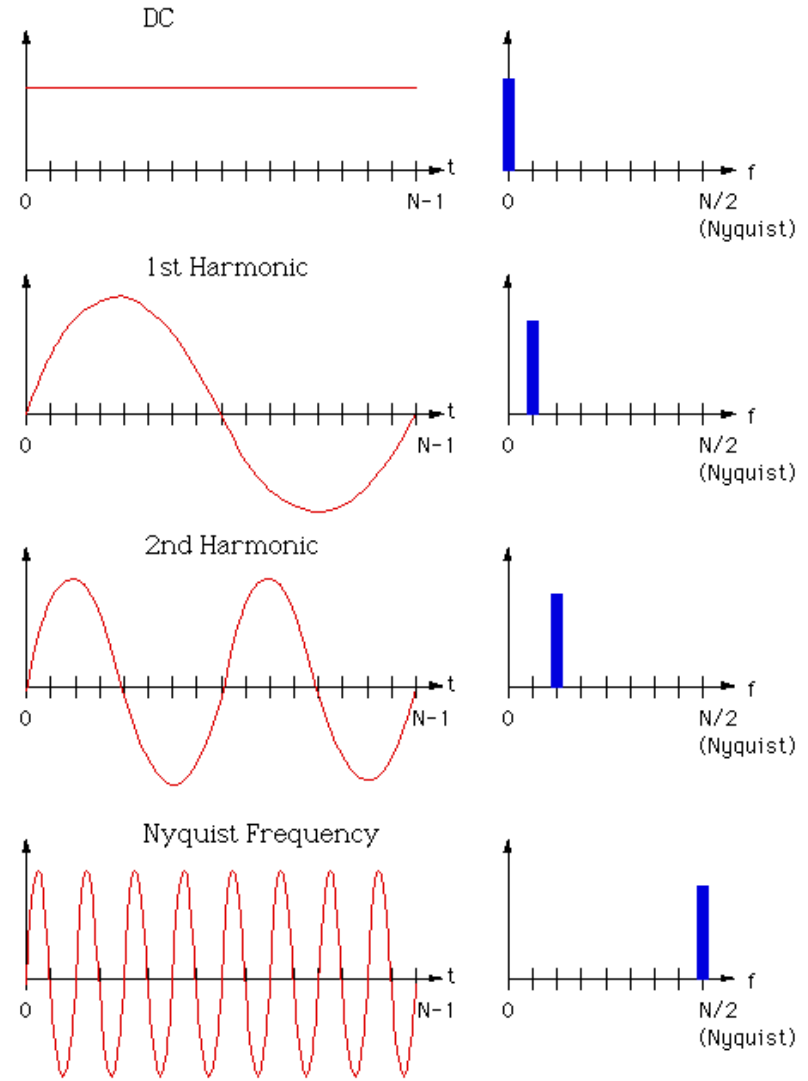 DC
t
f
0
N-1
0
N/2
(Nyquist)
1st Harmonic
t
f
0
N-1
0
N/2
(Nyquist)
2nd Harmonic
t
f
0
N-1
0
N/2
(Nyquist)
Nyquist Frequency
t
f
0
N-1
0
N/2
(Nyquist)